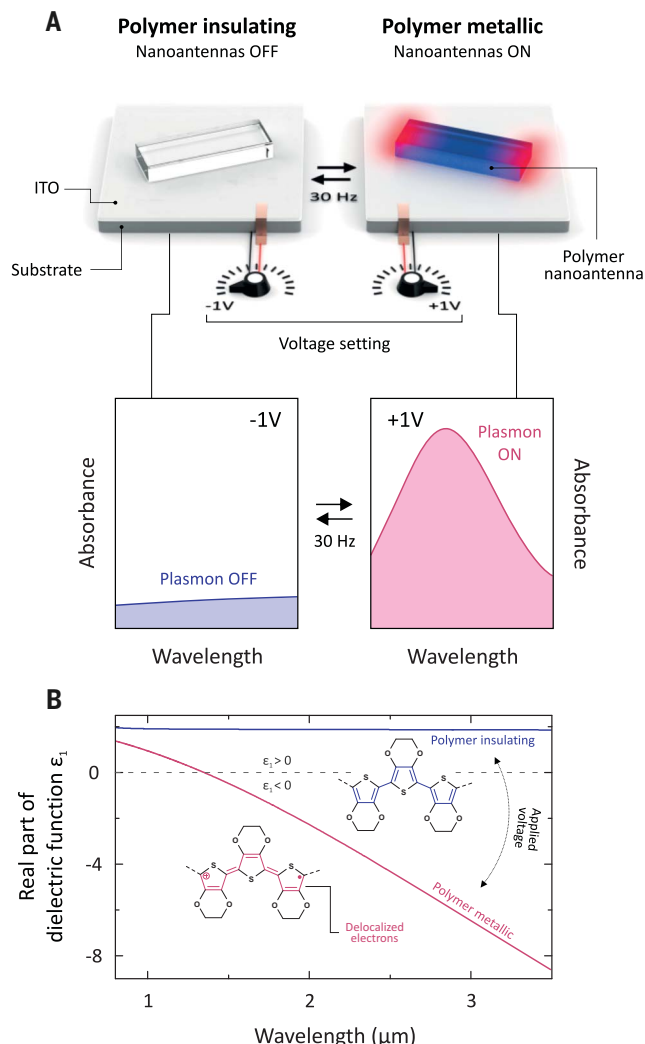 A
Polymer insulating
Nanoantennas OFF
Polymer metallic
Nanoantennas ON
ITO
30 Hz
Substrate
Polymer
nanoantenna
-1V
+1V
Voltage setting
-1V
Plasmon OFF
Absorbance
Wavelength
30 Hz
+1V
Plasmon
ON
Absorbance
Wavelength
B
Real part of
dielectric function ε₁
0
-4
-8
Polymer insulating
ε₁ > 0
ε₁ < 0
O O
S S
S
O O O O
Applied
voltage
Polymer metallic
O O
S S
⊕ S •
O O O O
Delocalized
electrons
1 2 3
Wavelength (μm)